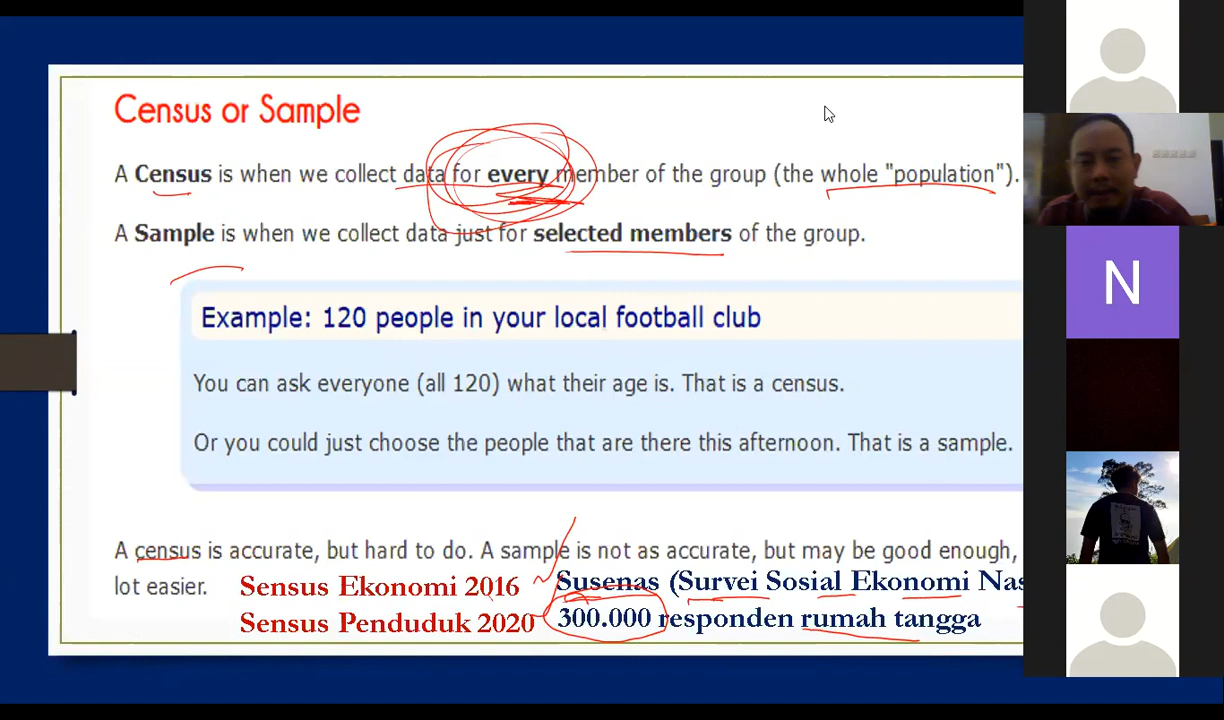 Census or Sample
A Census is when we collect data for every member of the group (the whole "population").
A Sample is when we collect data just for selected members of the group.
Example: 120 people in your local football club
You can ask everyone (all 120) what their age is. That is a census.
Or you could just choose the people that are there this afternoon. That is a sample.
A census is accurate, but hard to do. A sample is not as accurate, but may be good enough,
lot easier.
Sensus Ekonomi 2016
Sensus Penduduk 2020
Susenas (Survei Sosial Ekonomi Nas
300.000 responden rumah tangga
N